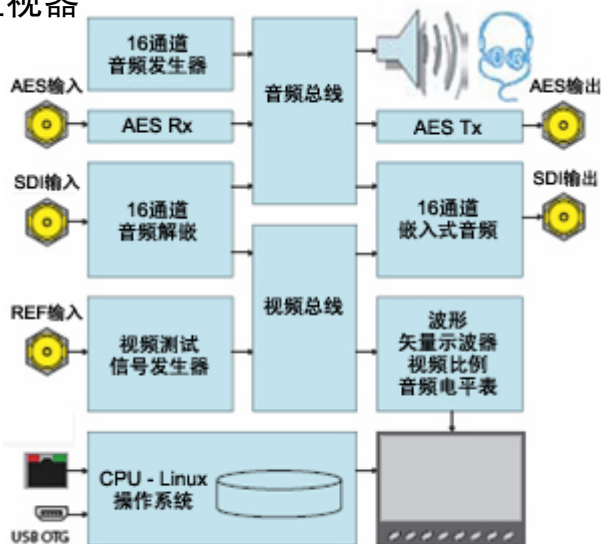 视器
16通道
音频发生器
音频总线
AES输入
AES输出
AES Rx
AES Tx
SDI输入
SDI输出
16通道
音频解嵌
16通道
嵌入式音频
视频总线
REF输入
视频测试
信号发生器
波形
矢量示波器
视频比例
音频电平表
CPU - Linux
操作系统
USB OTG